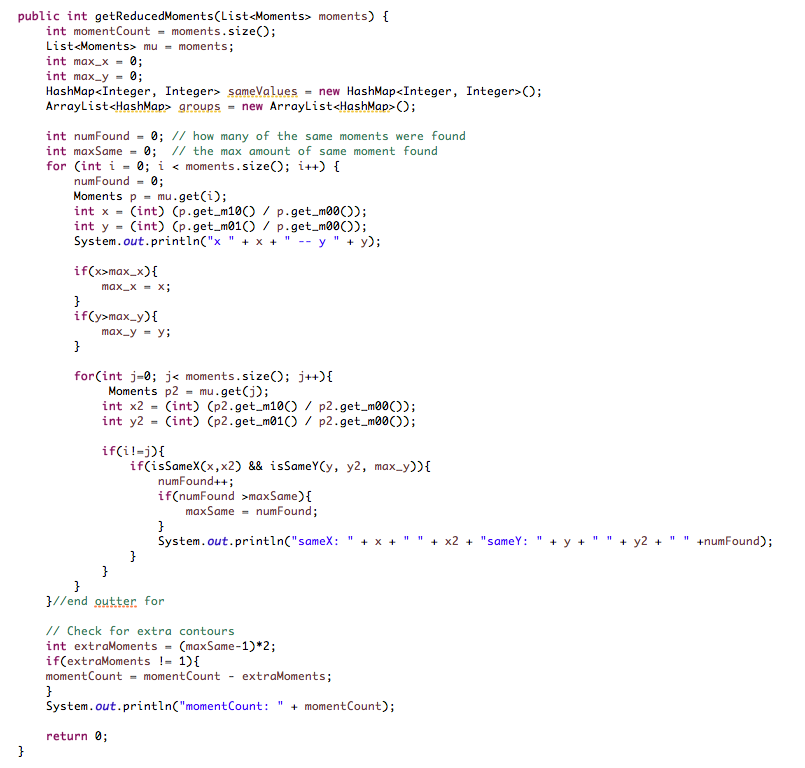 public int getReducedMoments(List<Moments> moments) {
    int momentCount = moments.size();
    List<Moments> mu = moments;
    int max_x = 0;
    int max_y = 0;
    HashMap<Integer, Integer> sameValues = new HashMap<Integer, Integer>();
    ArrayList<HashMap> groups = new ArrayList<HashMap>();

    int numFound = 0; // how many of the same moments were found
    int maxSame = 0;  // the max amount of same moment found
    for (int i = 0; i < moments.size(); i++) {
        numFound = 0;
        Moments p = mu.get(i);
        int x = (int) (p.get_m10() / p.get_m00());
        int y = (int) (p.get_m01() / p.get_m00());
        System.out.println("x " + x + " -- y " + y);

        if(x>max_x){
            max_x = x;
        }
        if(y>max_y){
            max_y = y;
        }

        for(int j=0; j< moments.size(); j++){
             Moments p2 = mu.get(j);
            int x2 = (int) (p2.get_m10() / p2.get_m00());
            int y2 = (int) (p2.get_m01() / p2.get_m00());

            if(i!=j){
                if(isSameX(x,x2) && isSameY(y, y2, max_y)){
                    numFound++;
                    if(numFound >maxSame){
                        maxSame = numFound;
                    }
                    System.out.println("sameX: " + x + " " + x2 + "sameY: " + y + " " + y2 + " " +numFound);
                }
            }
        }
    }//end outter for

    // Check for extra contours
    int extraMoments = (maxSame-1)*2;
    if(extraMoments != 1){
    momentCount = momentCount - extraMoments;
    }
    System.out.println("momentCount: " + momentCount);

    return 0;
}